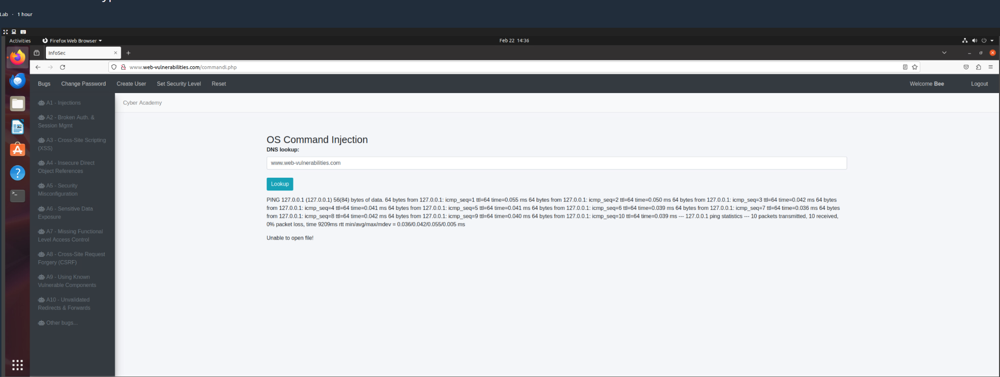 Lab · 1 hour
Activities
Firefox Web Browser
Feb 22 14:36
InfoSec
www.web-vulnerabilities.com/commandi.php
Bugs
Change Password
Create User
Set Security Level
Reset
Welcome Bee
Logout
A1 - Injections
A2 - Broken Auth. &
Session Mgmt
A3 - Cross-Site Scripting
(XSS)
A4 - Insecure Direct
Object References
A5 - Security
Misconfiguration
A6 - Sensitive Data
Exposure
A7 - Missing Functional
Level Access Control
A8 - Cross-Site Request
Forgery (CSRF)
A9 - Using Known
Vulnerable Components
A10 - Unvalidated
Redirects & Forwards
Other bugs...
Cyber Academy
OS Command Injection
DNS lookup:
www.web-vulnerabilities.com
Lookup
PING 127.0.0.1 (127.0.0.1) 56(84) bytes of data. 64 bytes from 127.0.0.1: icmp_seq=1 ttl=64 time=0.055 ms 64 bytes from 127.0.0.1: icmp_seq=2 ttl=64 time=0.050 ms 64 bytes from 127.0.0.1: icmp_seq=3 ttl=64 time=0.042 ms 64 bytes
from 127.0.0.1: icmp_seq=4 ttl=64 time=0.041 ms 64 bytes from 127.0.0.1: icmp_seq=5 ttl=64 time=0.041 ms 64 bytes from 127.0.0.1: icmp_seq=6 ttl=64 time=0.039 ms 64 bytes from 127.0.0.1: icmp_seq=7 ttl=64 time=0.036 ms 64 bytes
from 127.0.0.1: icmp_seq=8 ttl=64 time=0.042 ms 64 bytes from 127.0.0.1: icmp_seq=9 ttl=64 time=0.040 ms 64 bytes from 127.0.0.1: icmp_seq=10 ttl=64 time=0.039 ms --- 127.0.0.1 ping statistics --- 10 packets transmitted, 10 received,
0% packet loss, time 9209ms rtt min/avg/max/mdev = 0.036/0.042/0.055/0.005 ms
Unable to open file!